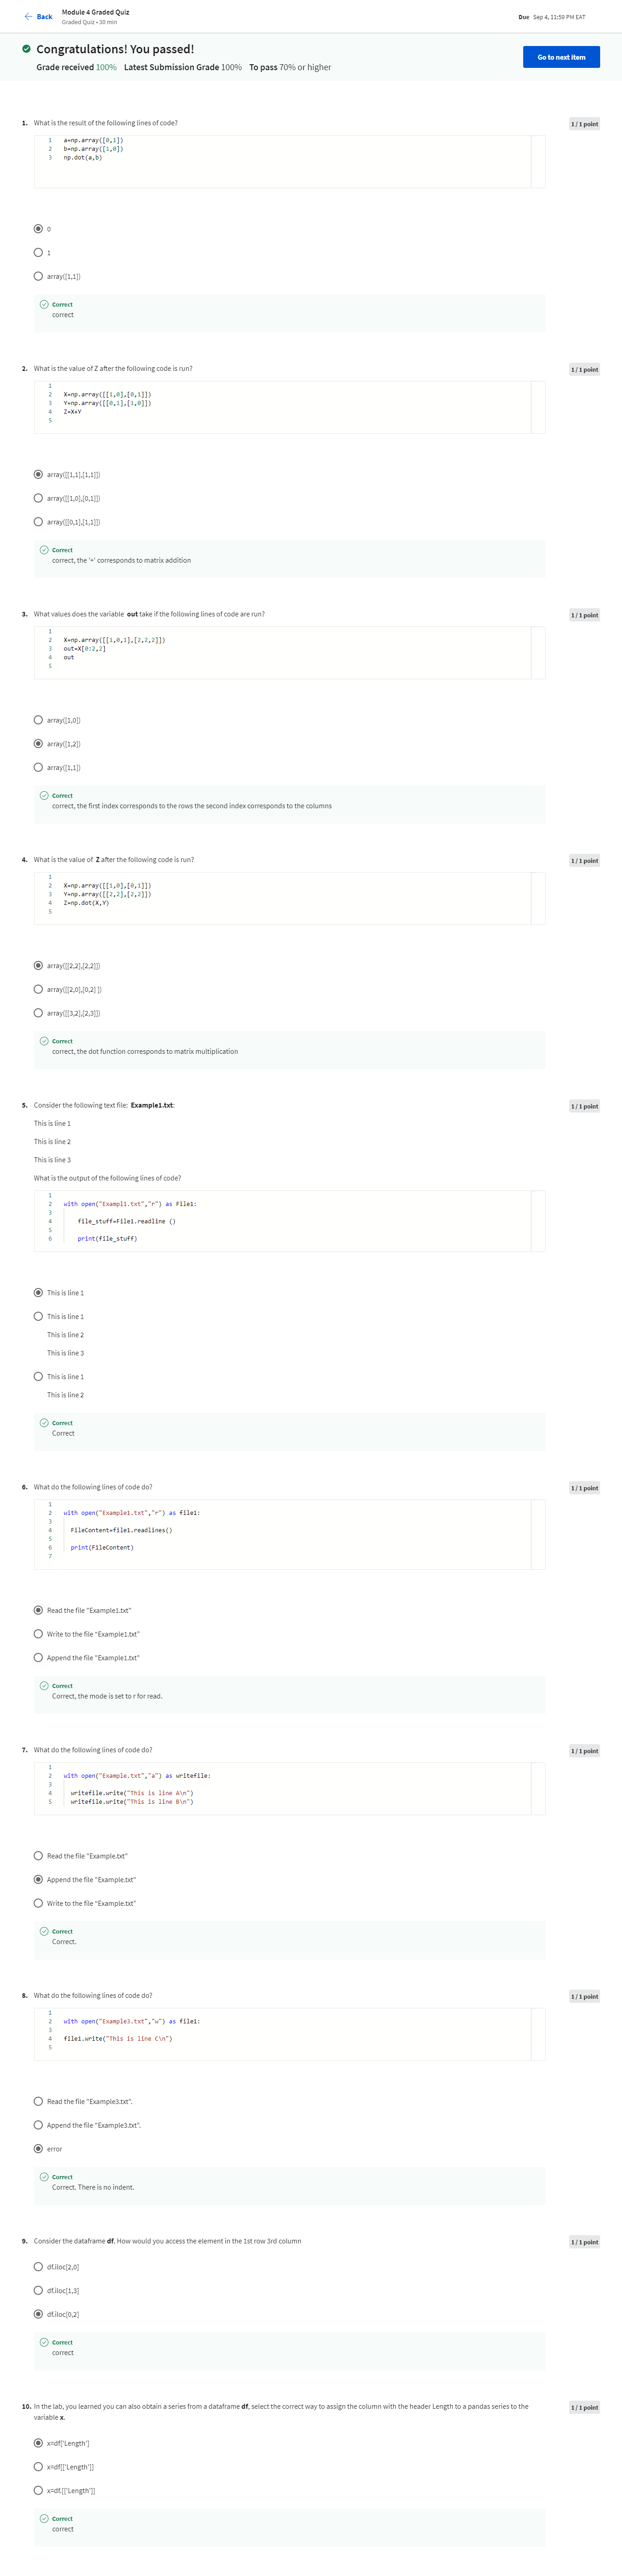 Back
Module 4 Graded Quiz
Graded Quiz • 30 min
Due Sep 4, 11:59 PM EAT
Congratulations! You passed!
Grade received 100% Latest Submission Grade 100% To pass 70% or higher
Go to next item
1. What is the result of the following lines of code?
1 / 1 point
1 a=np.array([0,1])
2 b=np.array([1,0])
3 np.dot(a,b)
0
1
array([1,1])
Correct
correct
2. What is the value of Z after the following code is run?
1 / 1 point
1
2 X=np.array([[1,0],[0,1]])
3 Y=np.array([[0,1],[1,0]])
4 Z=X+Y
5
array([[1,1],[1,1]])
array([[1,0],[0,1]])
array([[0,1],[1,1]])
Correct
correct, the '+' corresponds to matrix addition
3. What values does the variable out take if the following lines of code are run?
1 / 1 point
1
2 X=np.array([[1,0,1],[2,2,2]])
3 out=X[0:2,2]
4 out
5
array([1,0])
array([1,2])
array([1,1])
Correct
correct, the first index corresponds to the rows the second index corresponds to the columns
4. What is the value of Z after the following code is run?
1 / 1 point
1
2 X=np.array([[1,0],[0,1]])
3 Y=np.array([[2,2],[2,2]])
4 Z=np.dot(X,Y)
5
array([[2,2],[2,2]])
array([[2,0],[0,2] ])
array([[3,2],[2,3]])
Correct
correct, the dot function corresponds to matrix multiplication
5. Consider the following text file: Example1.txt:
1 / 1 point
This is line 1
This is line 2
This is line 3
What is the output of the following lines of code?
1
2 with open("Exampl1.txt","r") as File1:
3
4 file_stuff=File1.readline ()
5
6 print(file_stuff)
This is line 1
This is line 1
This is line 2
This is line 3
This is line 1
This is line 2
Correct
Correct
6. What do the following lines of code do?
1 / 1 point
1
2 with open("Example1.txt","r") as file1:
3
4 FileContent=file1.readlines()
5
6 print(FileContent)
7
Read the file "Example1.txt"
Write to the file "Example1.txt"
Append the file "Example1.txt"
Correct
Correct, the mode is set to r for read.
7. What do the following lines of code do?
1 / 1 point
1
2 with open("Example.txt","a") as writefile:
3
4 writefile.write("This is line A\n")
5 writefile.write("This is line B\n")
Read the file "Example.txt"
Append the file "Example.txt"
Write to the file "Example.txt"
Correct
Correct.
8. What do the following lines of code do?
1 / 1 point
1
2 with open("Example3.txt","w") as file1:
3
4 file1.write("This is line C\n")
5
Read the file "Example3.txt".
Append the file "Example3.txt".
error
Correct
Correct. There is no indent.
9. Consider the dataframe df. How would you access the element in the 1st row 3rd column
1 / 1 point
df.iloc[2,0]
df.iloc[1,3]
df.iloc[0,2]
Correct
correct
10. In the lab, you learned you can also obtain a series from a dataframe df, select the correct way to assign the column with the header Length to a pandas series to the
variable x.
1 / 1 point
x=df['Length']
x=df[['Length']]
x=df.[['Length']]
Correct
correct